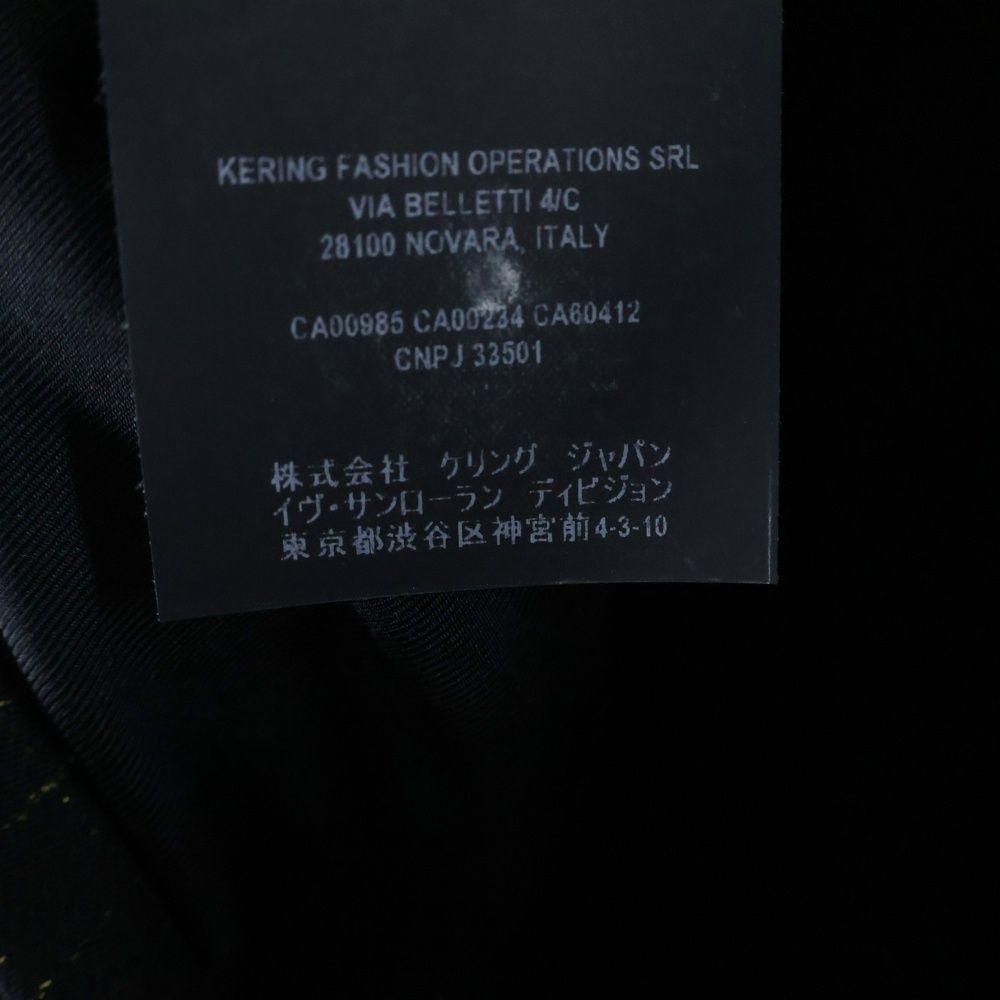 KERING FASHION OPERATIONS SRL
VIA BELLETTI 4/C
28100 NOVARA, ITALY
CA00985 CA00234 CA60412
CNPJ 33501
株式会社 ケリング ジャパン
イヴ・サンローラン ディビジョン
東京都渋谷区神宮前4-3-10